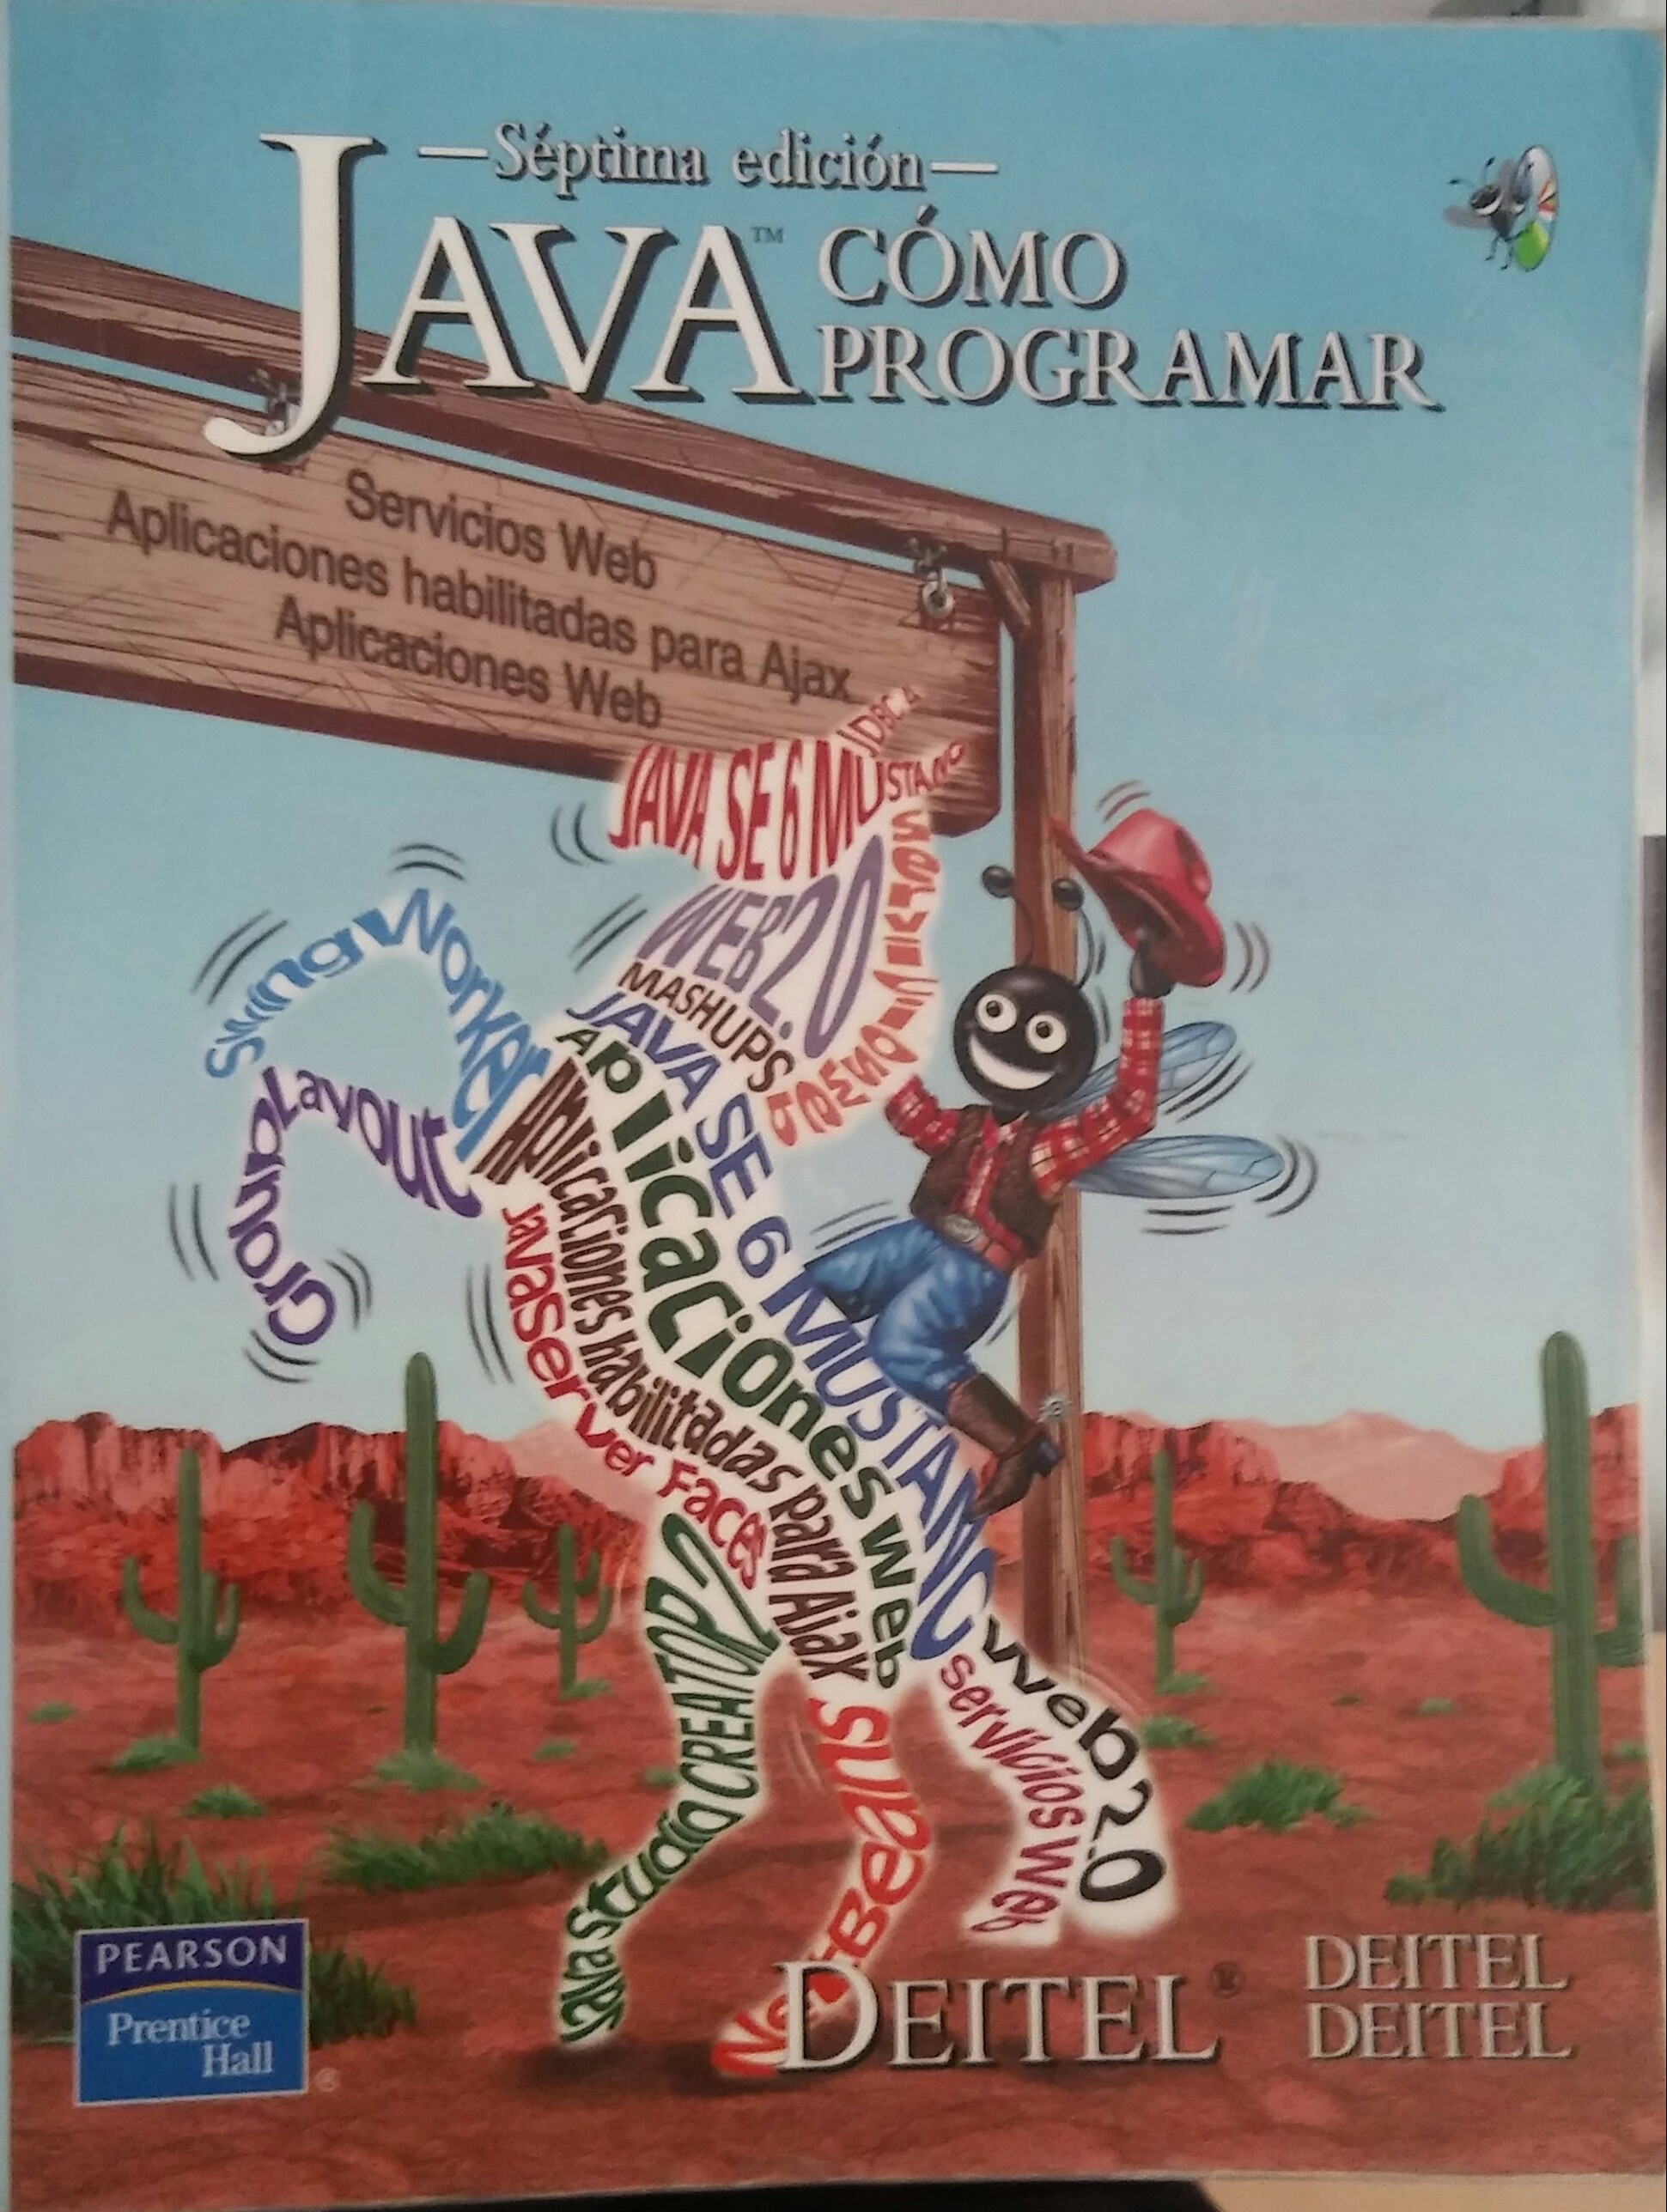 Séptima edición
JAVA™ CÓMO
PROGRAMAR
Servicios Web
Aplicaciones habilitadas para Ajax
Aplicaciones Web
JDBC 4
JAVA SE 6 MUSTANG
WEB 2.0
MASHUPS
JAVA SE 6 MUSTANG
Aplicaciones web
Aplicaciones habilitadas para Ajax
JavaServer Faces
SwingWorker
GroupLayout
Java Studio CREATOR 2
NetBeans
web 2.0
servicios web
PEARSON
Prentice
Hall
®
DEITEL®
DEITEL
DEITEL